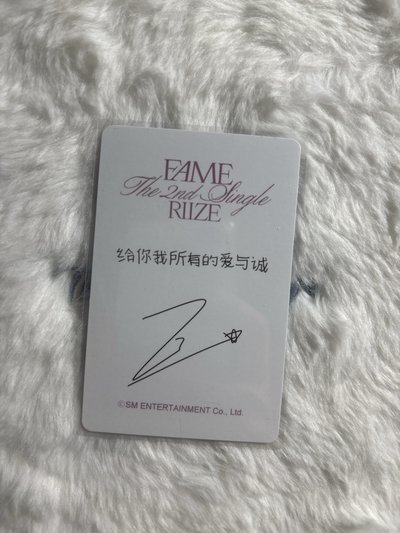 FAME
The 2nd Single
RIIZE
给你我所有的爱与诚
©SM ENTERTAINMENT Co., Ltd.